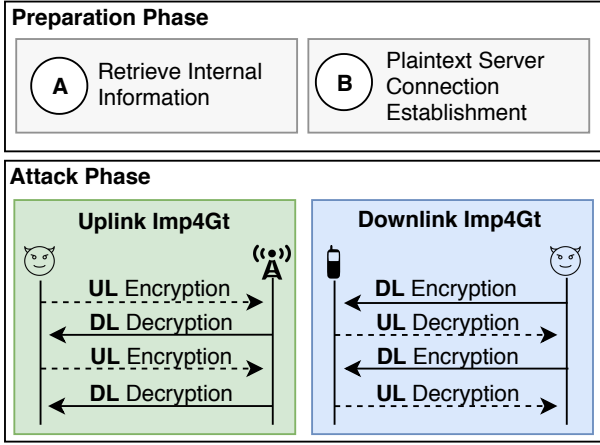 Preparation Phase
A
Retrieve Internal
Information
B
Plaintext Server
Connection
Establishment
Attack Phase
Uplink Imp4Gt
UL Encryption
DL Decryption
UL Encryption
DL Decryption
Downlink Imp4Gt
DL Encryption
UL Decryption
DL Encryption
UL Decryption